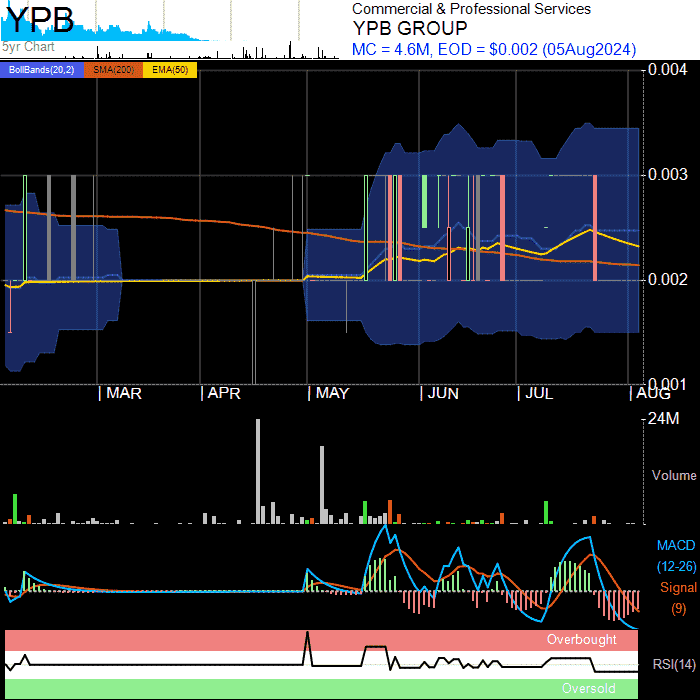 YPB
5yr Chart
Commercial & Professional Services
YPB GROUP
MC = 4.6M, EOD = $0.002 (05Aug2024)
BollBands(20,2) SMA(200) EMA(50)
0.004
0.003
0.002
0.001
| MAR | APR | MAY | JUN | JUL | AUG
24M
Volume
MACD
(12-26)
Signal
(9)
Overbought
RSI(14)
Oversold